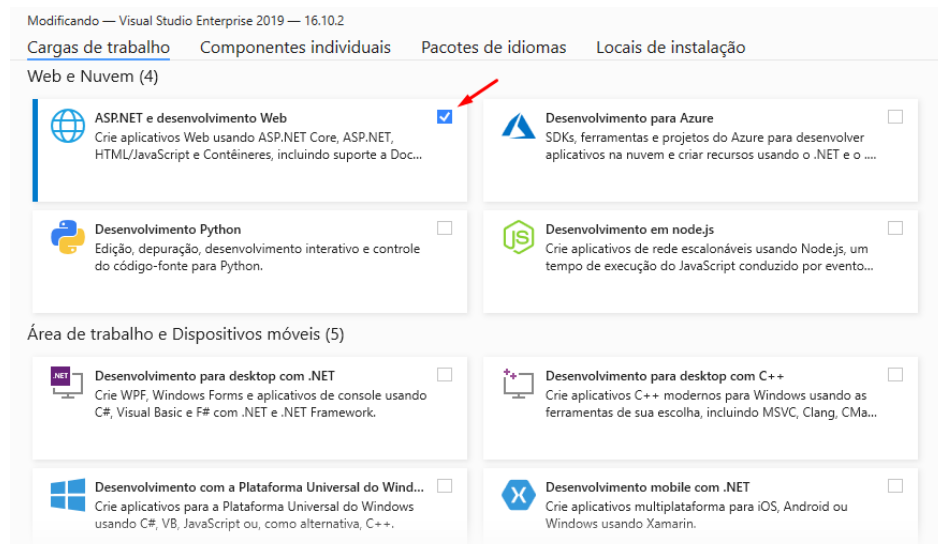 Modificando — Visual Studio Enterprise 2019 — 16.10.2
Cargas de trabalho Componentes individuais Pacotes de idiomas Locais de instalação
Web e Nuvem (4)
ASP.NET e desenvolvimento Web
Crie aplicativos Web usando ASP.NET Core, ASP.NET,
HTML/JavaScript e Contêineres, incluindo suporte a Doc...
Desenvolvimento para Azure
SDKs, ferramentas e projetos do Azure para desenvolver
aplicativos na nuvem e criar recursos usando o .NET e o ....
Desenvolvimento Python
Edição, depuração, desenvolvimento interativo e controle
do código-fonte para Python.
JS
Desenvolvimento em node.js
Crie aplicativos de rede escalonáveis usando Node.js, um
tempo de execução do JavaScript conduzido por evento...
Área de trabalho e Dispositivos móveis (5)
.NET
Desenvolvimento para desktop com .NET
Crie WPF, Windows Forms e aplicativos de console usando
C#, Visual Basic e F# com .NET e .NET Framework.
Desenvolvimento para desktop com C++
Crie aplicativos C++ modernos para Windows usando as
ferramentas de sua escolha, incluindo MSVC, Clang, CMa...
Desenvolvimento com a Plataforma Universal do Wind...
Crie aplicativos para a Plataforma Universal do Windows
usando C#, VB, JavaScript ou, como alternativa, C++.
Desenvolvimento mobile com .NET
Crie aplicativos multiplataforma para iOS, Android ou
Windows usando Xamarin.